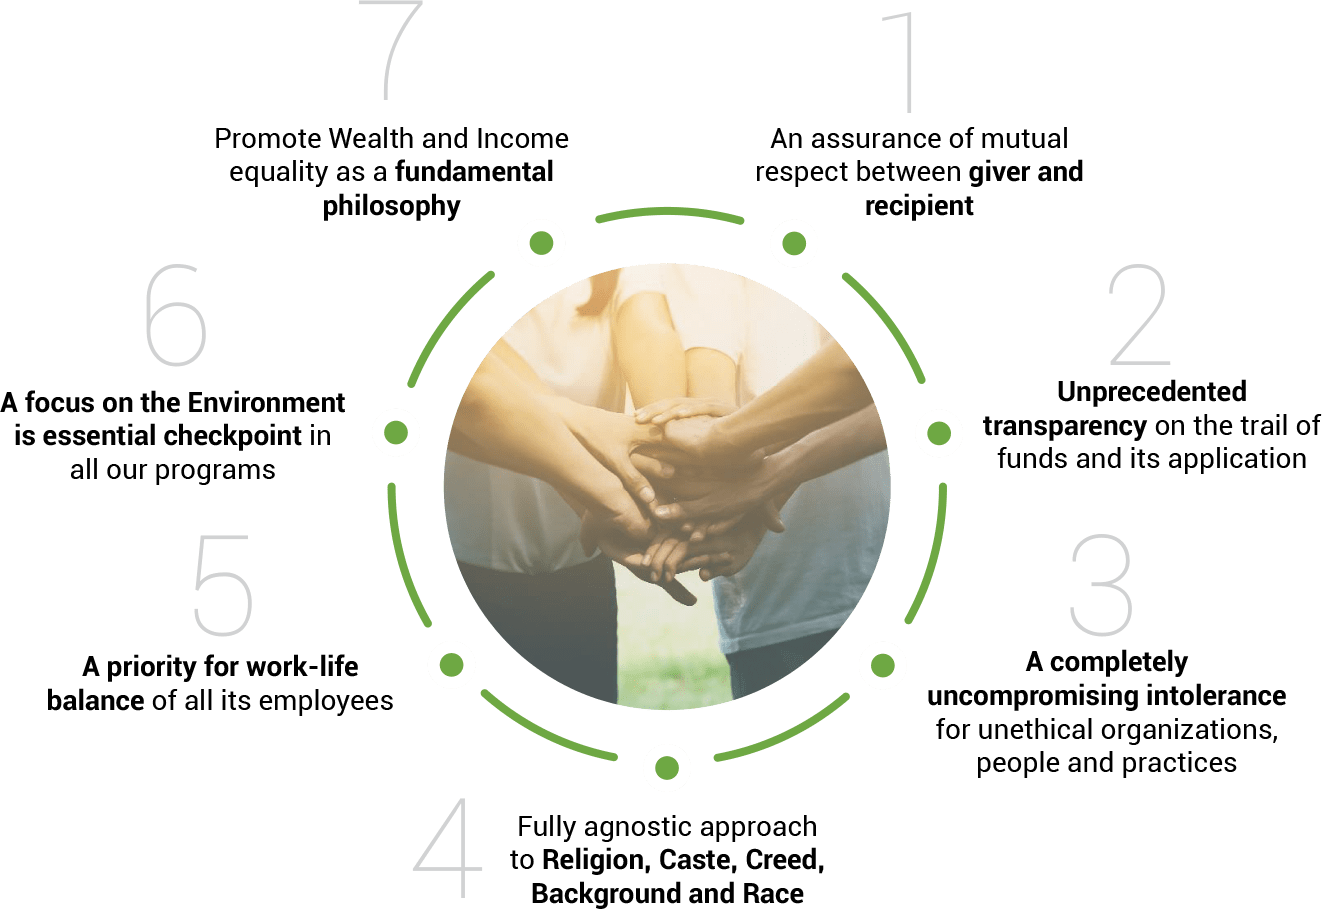 1
An assurance of mutual
respect between giver and
recipient
2
Unprecedented
transparency on the trail of
funds and its application
3
A completely
uncompromising intolerance
for unethical organizations,
people and practices
4
Fully agnostic approach
to Religion, Caste, Creed,
Background and Race
5
A priority for work-life
balance of all its employees
6
A focus on the Environment
is essential checkpoint in
all our programs
7
Promote Wealth and Income
equality as a fundamental
philosophy